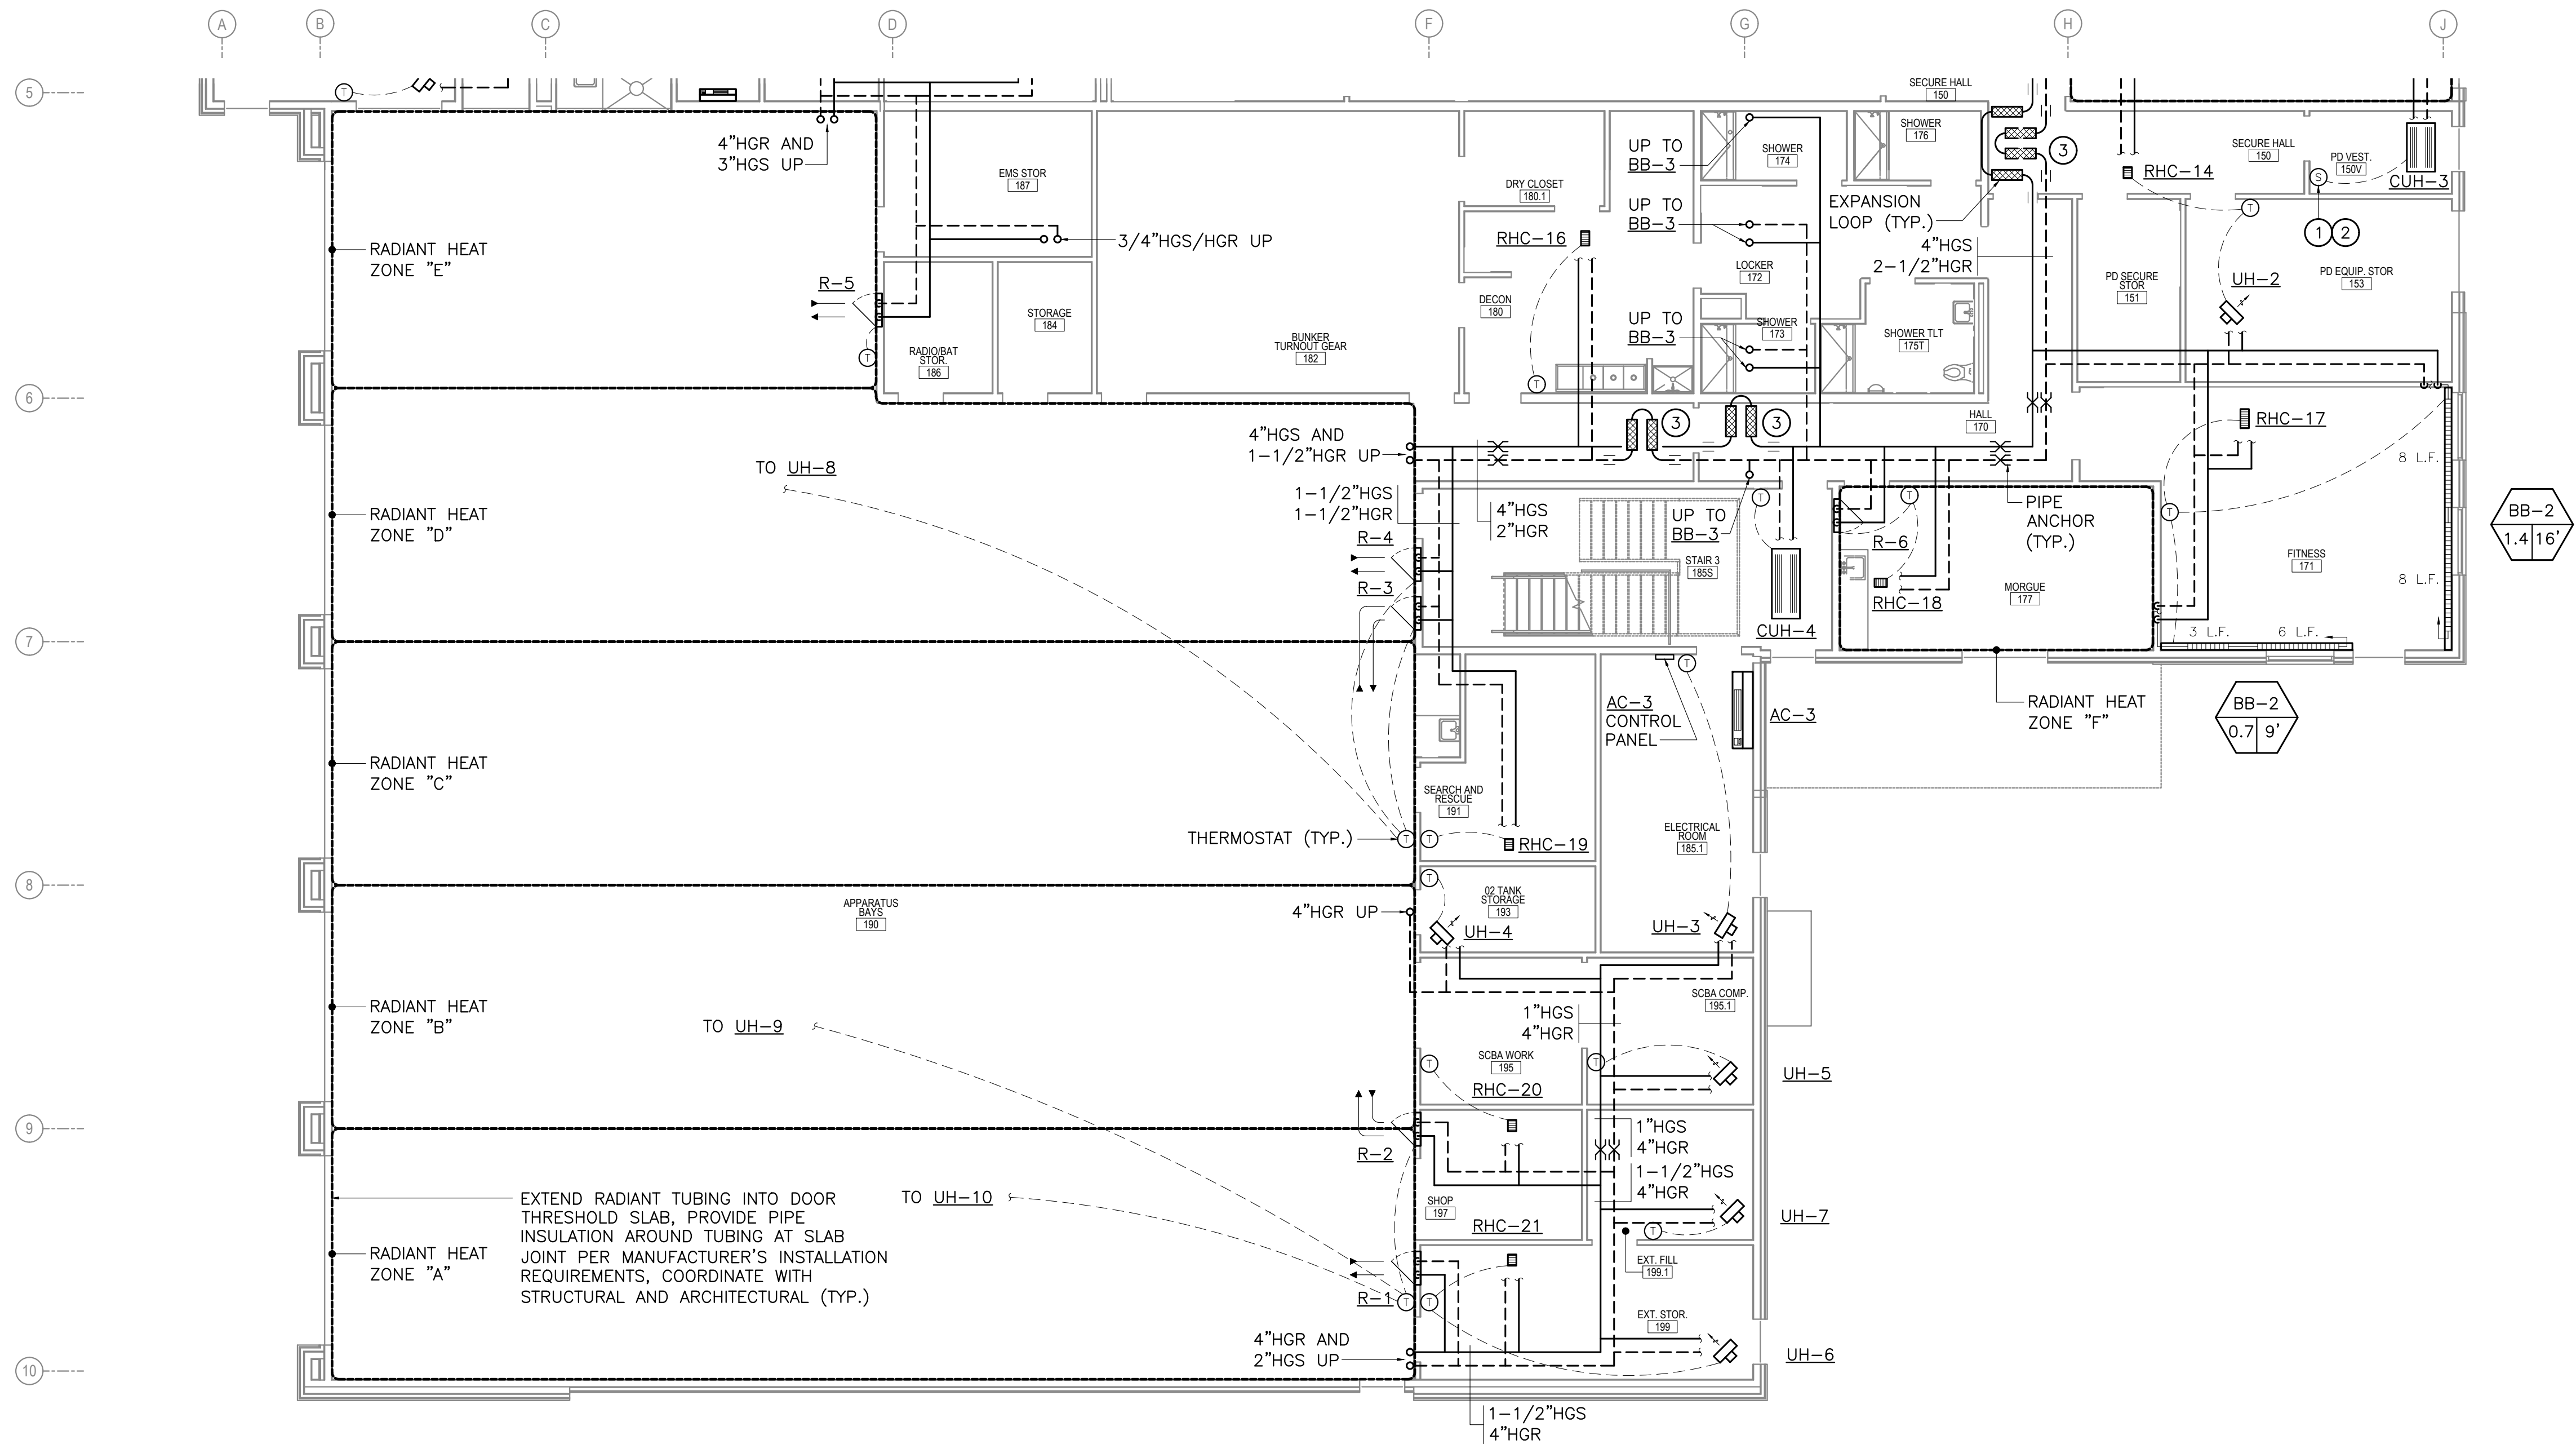 A
B
C
D
F
G
H
J
5
6
7
8
9
10
T
4"HGR AND
3"HGS UP
EMS STOR
187
3/4"HGS/HGR UP
RADIANT HEAT
ZONE "E"
R-5
T
RADIO/BAT
STOR.
186
STORAGE
184
BUNKER
TURNOUT GEAR
182
DRY CLOSET
180.1
RHC-16
DECON
180
T
UP TO
BB-3
UP TO
BB-3
UP TO
BB-3
SHOWER
174
SHOWER
176
LOCKER
172
SHOWER
173
SHOWER TLT
175T
SECURE HALL
150
3
EXPANSION
LOOP (TYP.)
4"HGS
2-1/2"HGR
RHC-14
SECURE HALL
150
PD VEST.
150V
CUH-3
S
T
1
2
PD SECURE
STOR
151
UH-2
PD EQUIP. STOR
153
RADIANT HEAT
ZONE "D"
TO UH-8
4"HGS AND
1-1/2"HGR UP
1-1/2"HGS
1-1/2"HGR
4"HGS
2"HGR
3
3
HALL
170
RHC-17
8 L.F.
8 L.F.
R-4
R-3
UP TO
BB-3
STAIR 3
185S
T
CUH-4
T
R-6
RHC-18
PIPE
ANCHOR
(TYP.)
MORGUE
177
T
FITNESS
171
3 L.F.
6 L.F.
BB-2
1.4
16'
BB-2
0.7
9'
RADIANT HEAT
ZONE "F"
RADIANT HEAT
ZONE "C"
T
AC-3
CONTROL
PANEL
AC-3
SEARCH AND
RESCUE
191
THERMOSTAT (TYP.)
T
T
RHC-19
ELECTRICAL
ROOM
185.1
APPARATUS
BAYS
190
4"HGR UP
T
02 TANK
STORAGE
193
UH-4
UH-3
RADIANT HEAT
ZONE "B"
TO UH-9
1"HGS
4"HGR
SCBA COMP.
195.1
T
SCBA WORK
195
RHC-20
T
UH-5
R-2
1"HGS
4"HGR
1-1/2"HGS
4"HGR
EXTEND RADIANT TUBING INTO DOOR
THRESHOLD SLAB, PROVIDE PIPE
INSULATION AROUND TUBING AT SLAB
JOINT PER MANUFACTURER'S INSTALLATION
REQUIREMENTS, COORDINATE WITH
STRUCTURAL AND ARCHITECTURAL (TYP.)
TO UH-10
RADIANT HEAT
ZONE "A"
SHOP
197
RHC-21
T
UH-7
EXT. FILL
199.1
R-1
T
T
EXT. STOR.
199
4"HGR AND
2"HGS UP
UH-6
1-1/2"HGS
4"HGR